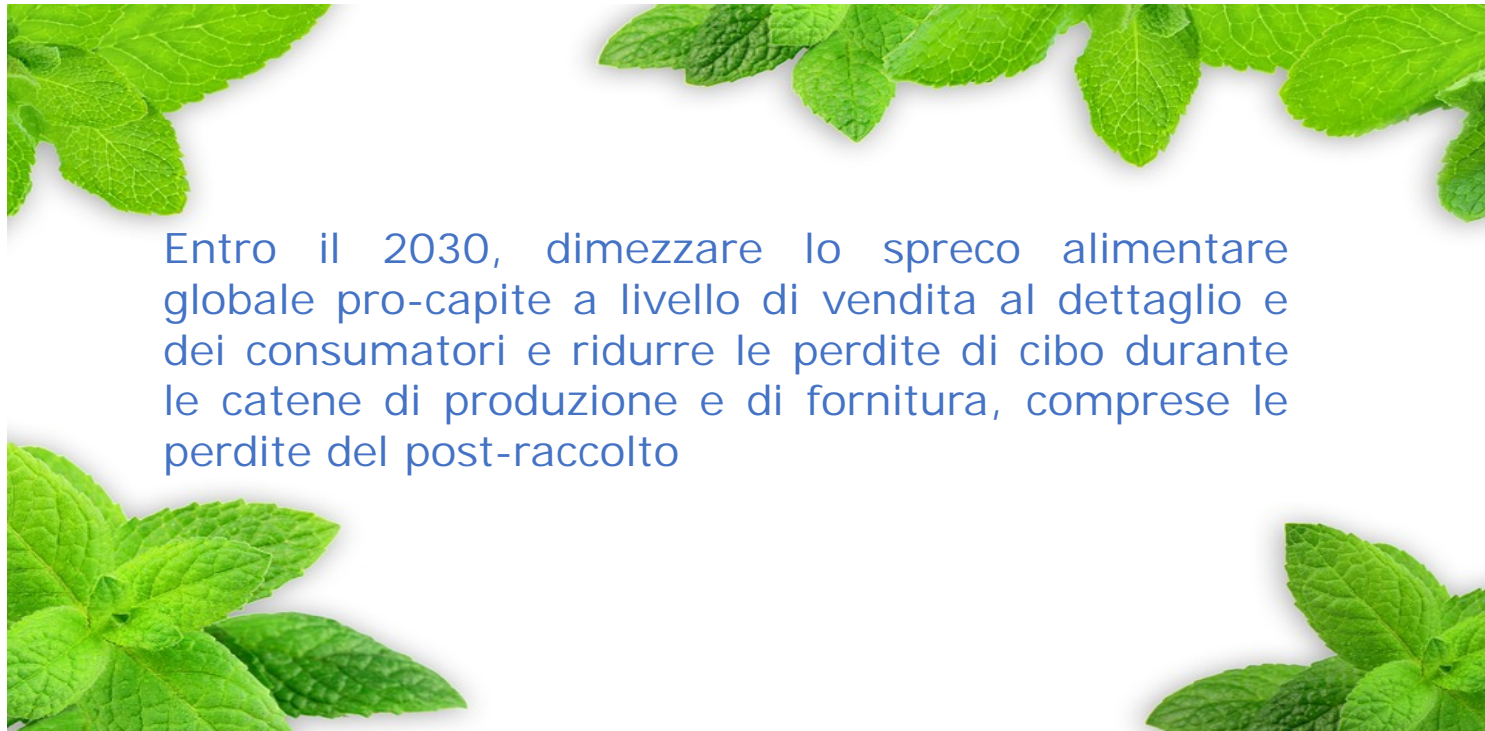 Entro il 2030, dimezzare lo spreco alimentare
globale pro-capite a livello di vendita al dettaglio e
dei consumatori e ridurre le perdite di cibo durante
le catene di produzione e di fornitura, comprese le
perdite del post-raccolto